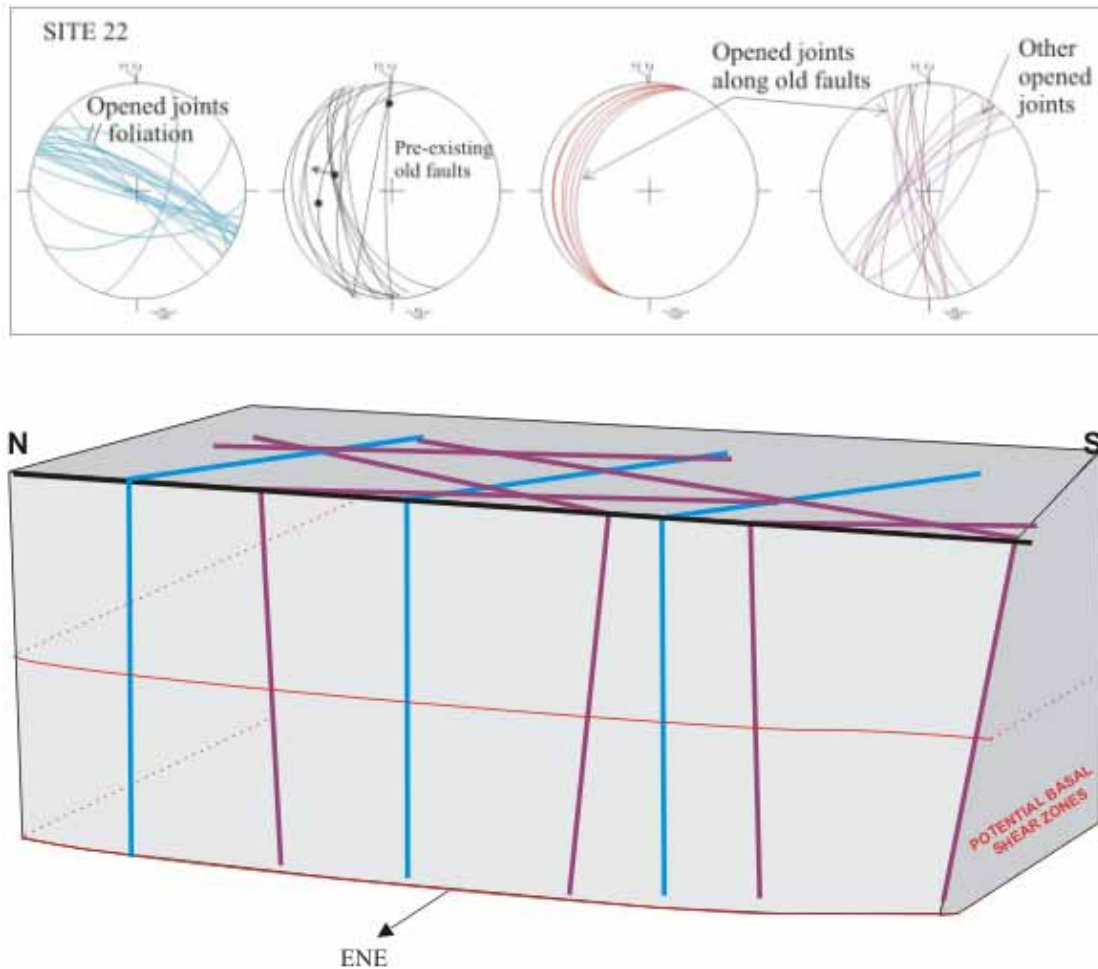 SITE 22
Opened joints
// foliation
Pre-existing
old faults
Opened joints
along old faults
Other
opened
joints
N
S
POTENTIAL BASAL
SHEAR ZONES
ENE